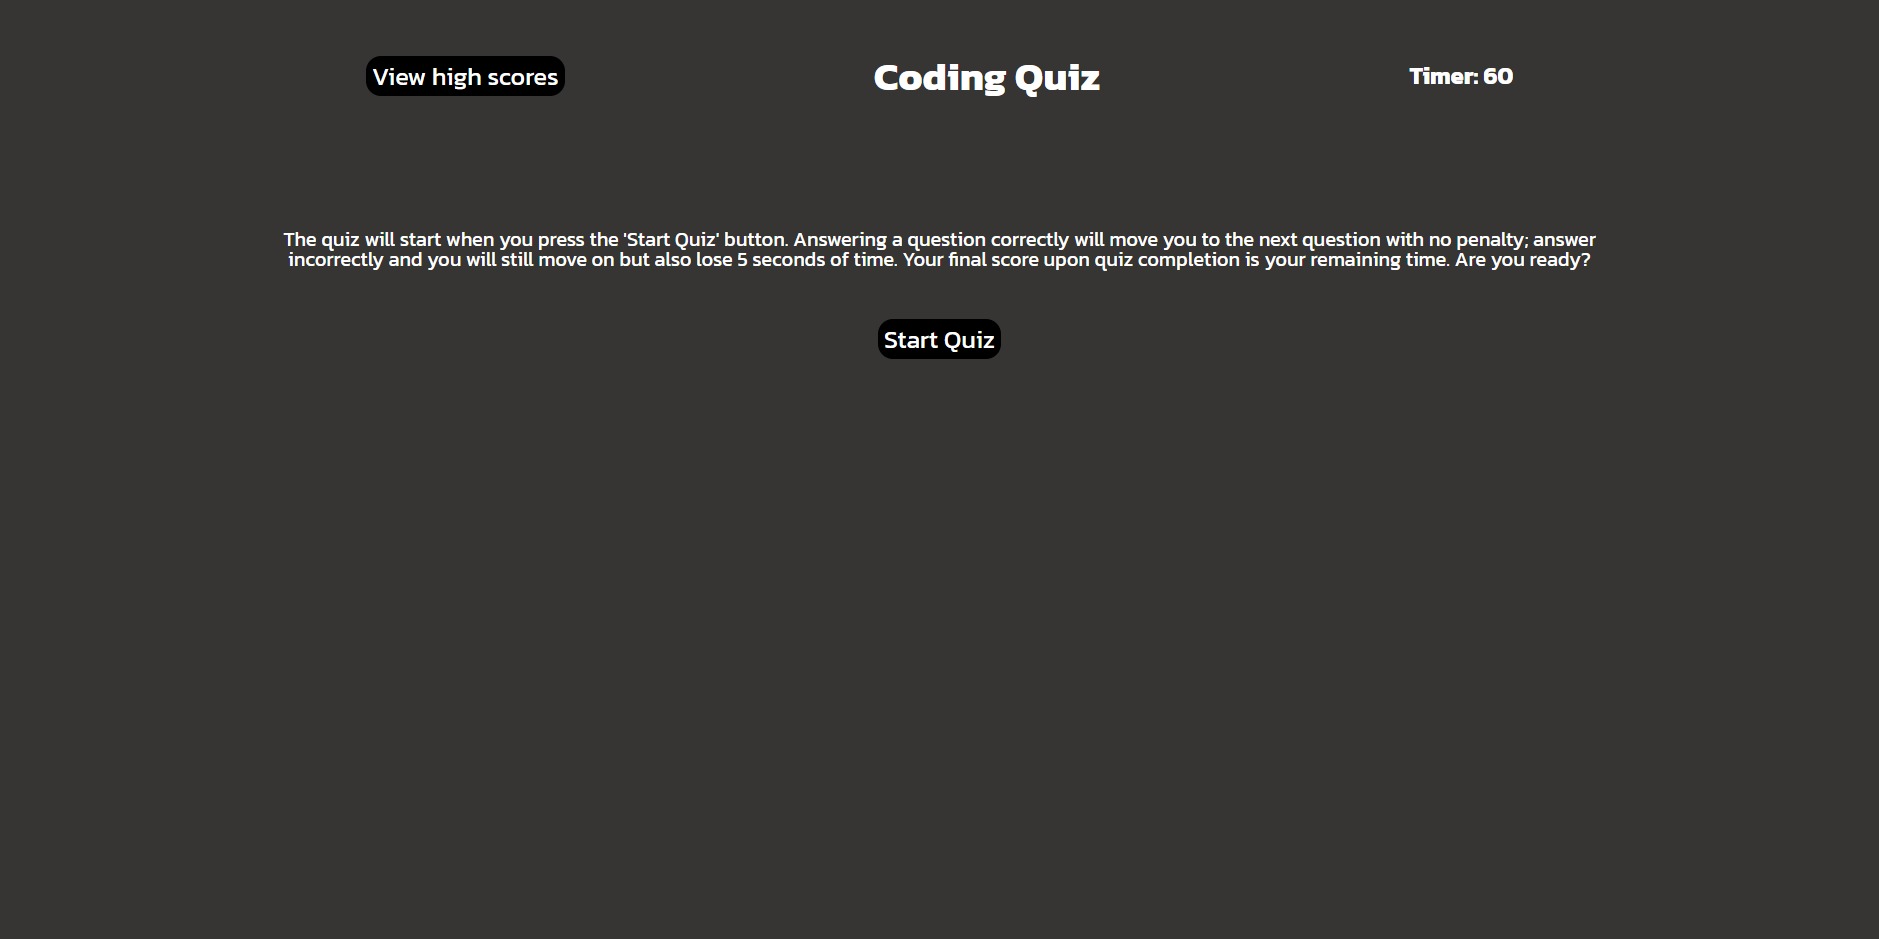 View high scores
Coding Quiz
Timer: 60
The quiz will start when you press the 'Start Quiz' button. Answering a question correctly will move you to the next question with no penalty; answer
incorrectly and you will still move on but also lose 5 seconds of time. Your final score upon quiz completion is your remaining time. Are you ready?
Start Quiz